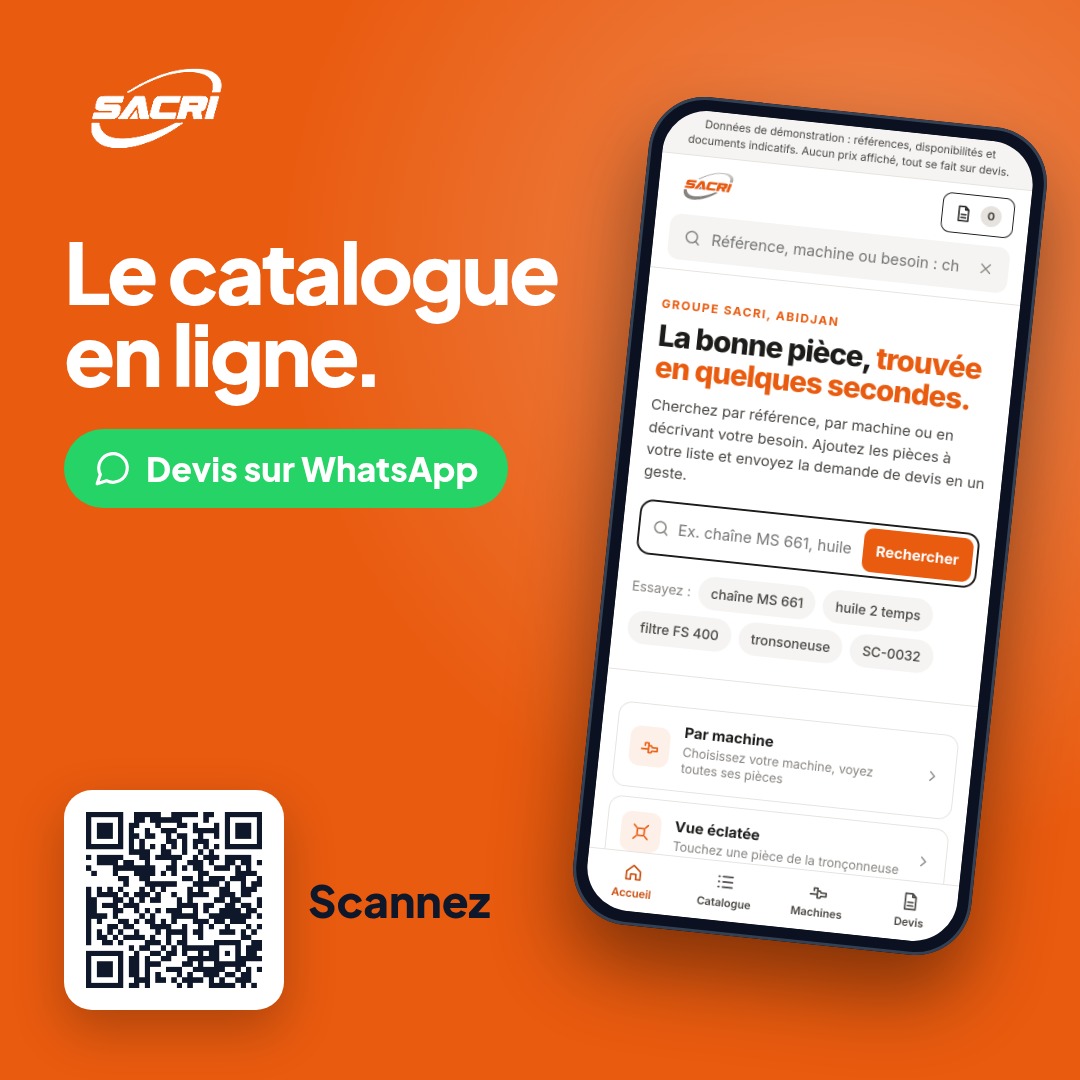 SACRI
Le catalogue
en ligne.
Devis sur WhatsApp
Scannez
Données de démonstration : références, disponibilités et
documents indicatifs. Aucun prix affiché, tout se fait sur devis.
SACRI
0
Référence, machine ou besoin : ch
GROUPE SACRI, ABIDJAN
La bonne pièce, trouvée
en quelques secondes.
Cherchez par référence, par machine ou en
décrivant votre besoin. Ajoutez les pièces à
votre liste et envoyez la demande de devis en un
geste.
Ex. chaîne MS 661, huile
Rechercher
Essayez :
chaîne MS 661
huile 2 temps
filtre FS 400
tronsoneuse
SC-0032
Par machine
Choisissez votre machine, voyez
toutes ses pièces
Vue éclatée
Touchez une pièce de la tronçonneuse
Accueil
Catalogue
Machines
Devis